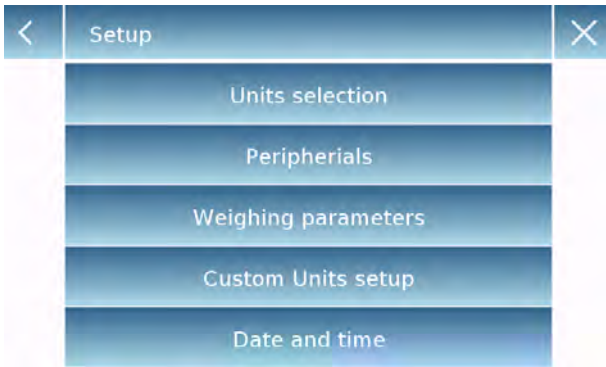 Setup
Units selection
Peripherials
Weighing parameters
Custom Units setup
Date and time